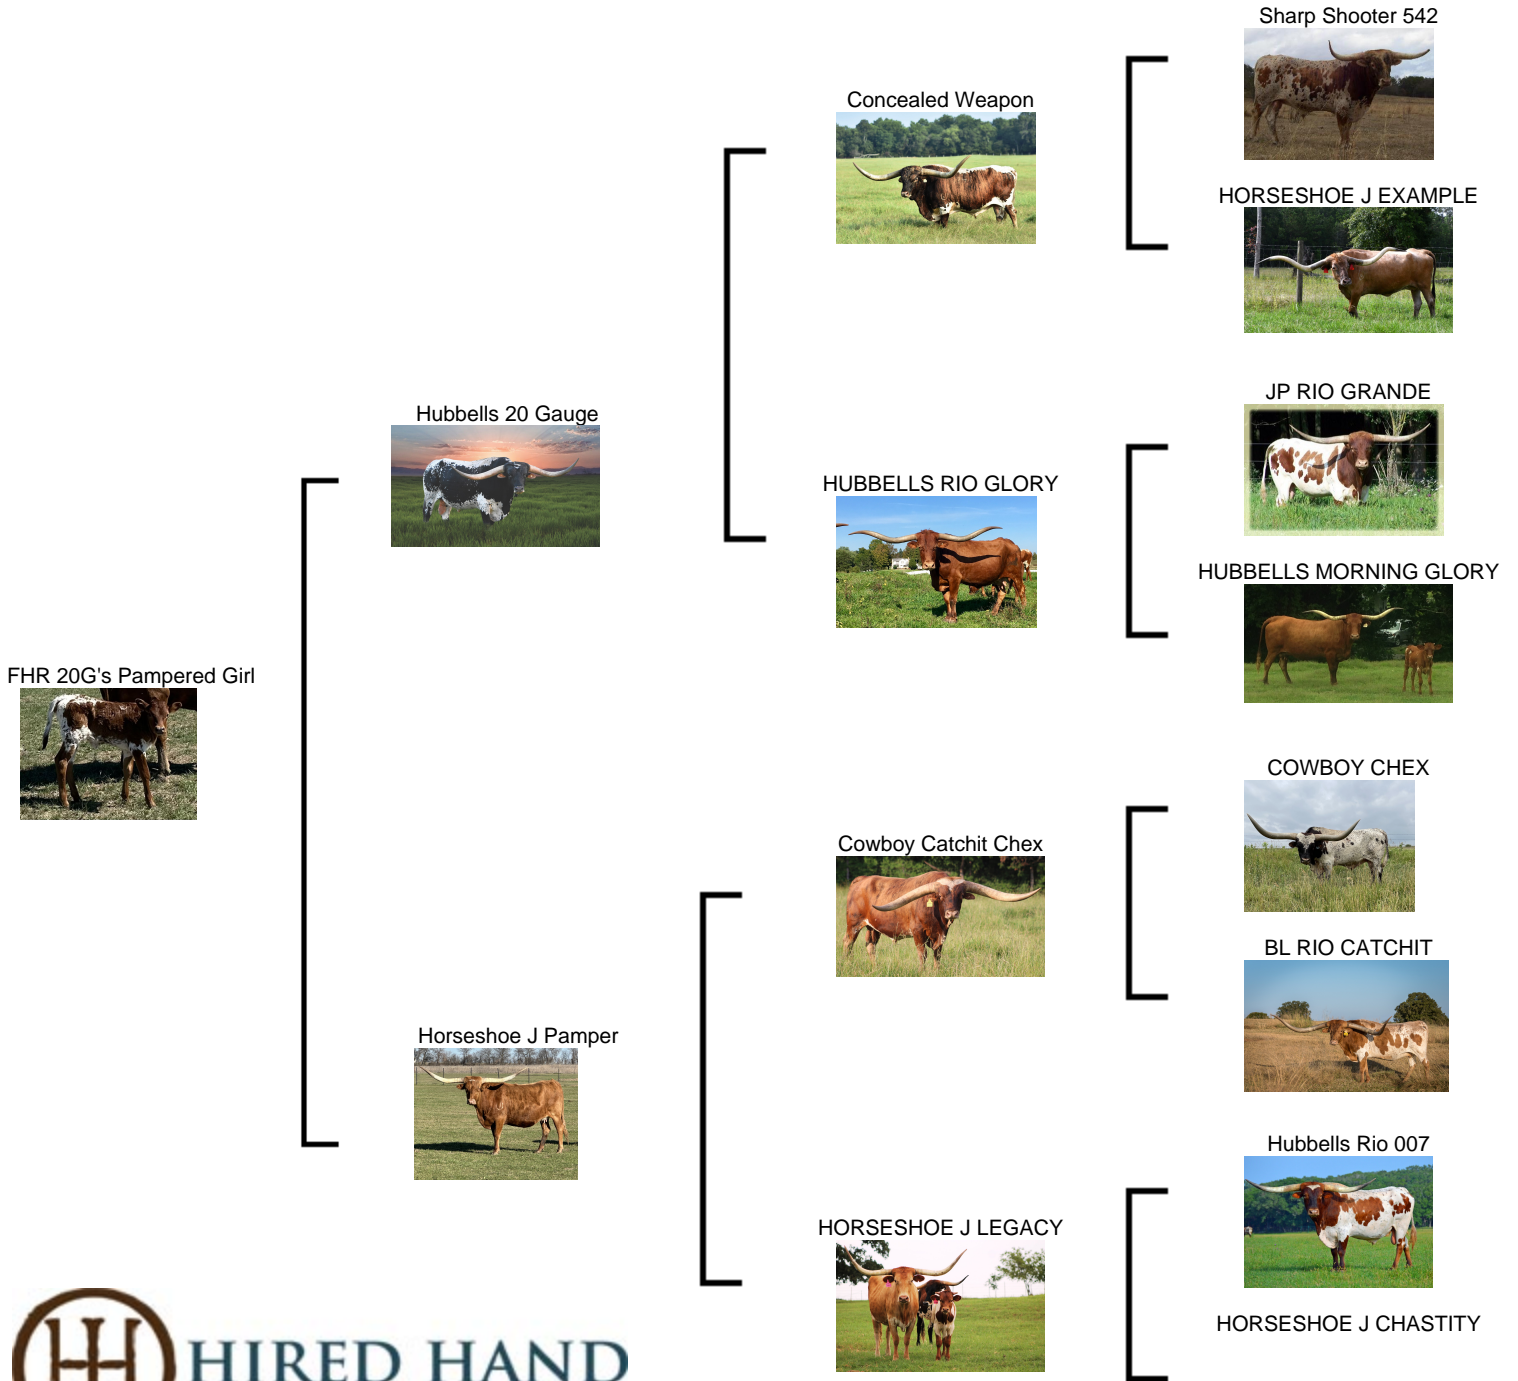 Sharp Shooter 542
Concealed Weapon
HORSESHOE J EXAMPLE
JP RIO GRANDE
Hubbells 20 Gauge
HUBBELLS RIO GLORY
HUBBELLS MORNING GLORY
FHR 20G's Pampered Girl
COWBOY CHEX
Cowboy Catchit Chex
BL RIO CATCHIT
Horseshoe J Pamper
Hubbells Rio 007
HORSESHOE J LEGACY
HORSESHOE J CHASTITY
HIRED HAND